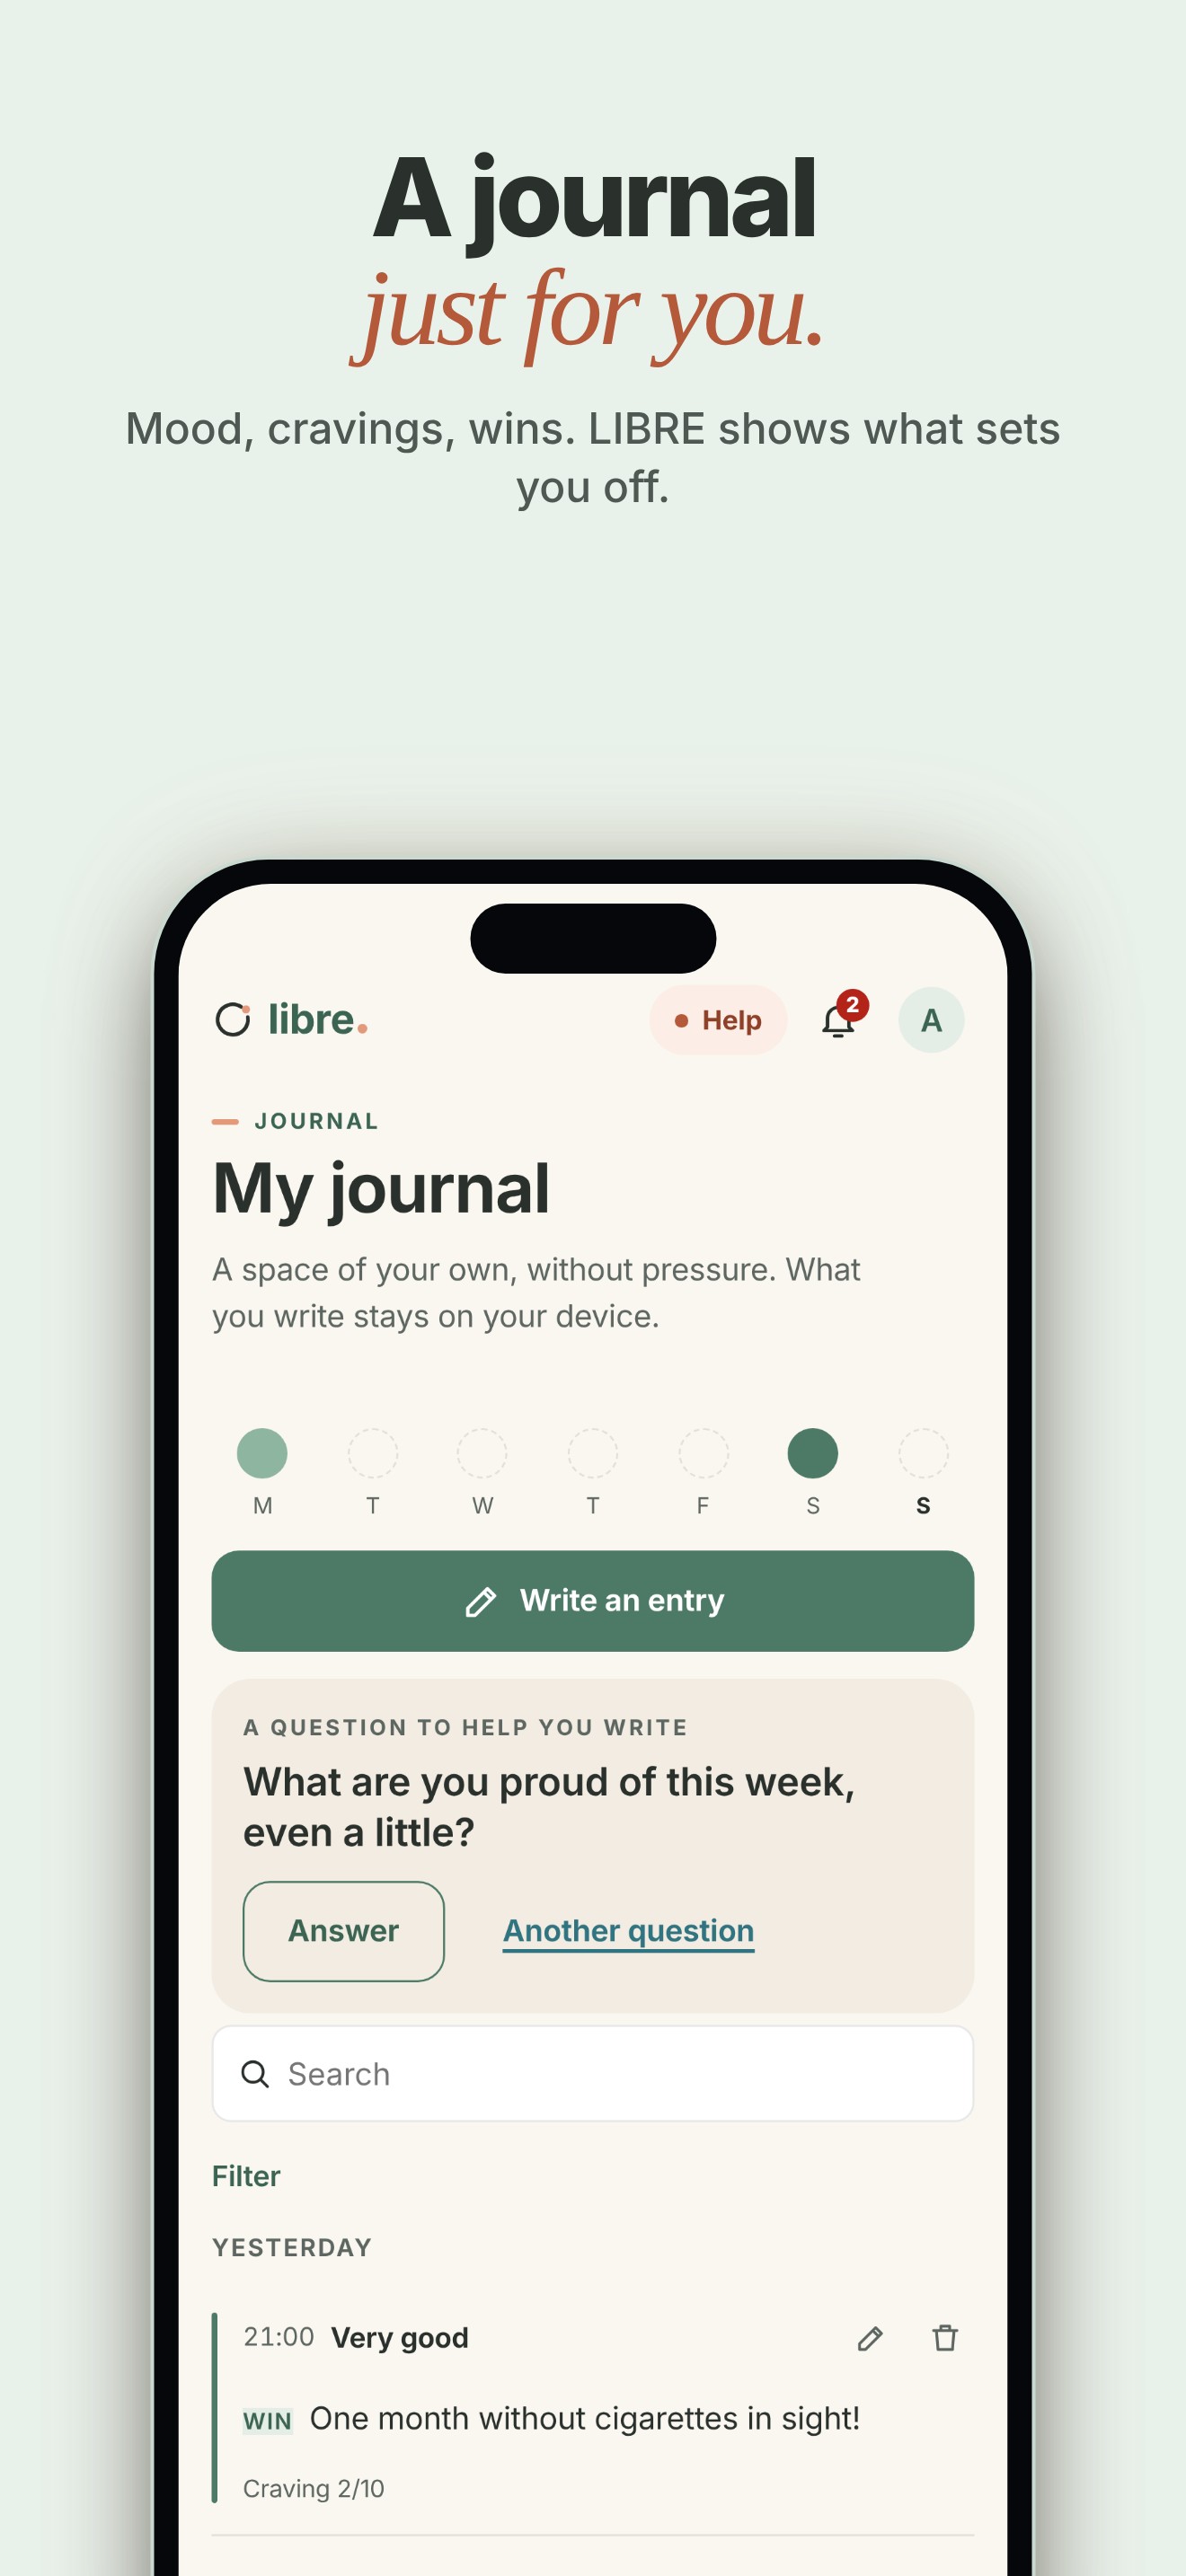 A journal
just for you.
Mood, cravings, wins. LIBRE shows what sets
you off.
libre.
Help
2
A
JOURNAL
My journal
A space of your own, without pressure. What
you write stays on your device.
M T W T F S S
Write an entry
A QUESTION TO HELP YOU WRITE
What are you proud of this week,
even a little?
Answer
Another question
Search
Filter
YESTERDAY
21:00 Very good
WIN One month without cigarettes in sight!
Craving 2/10